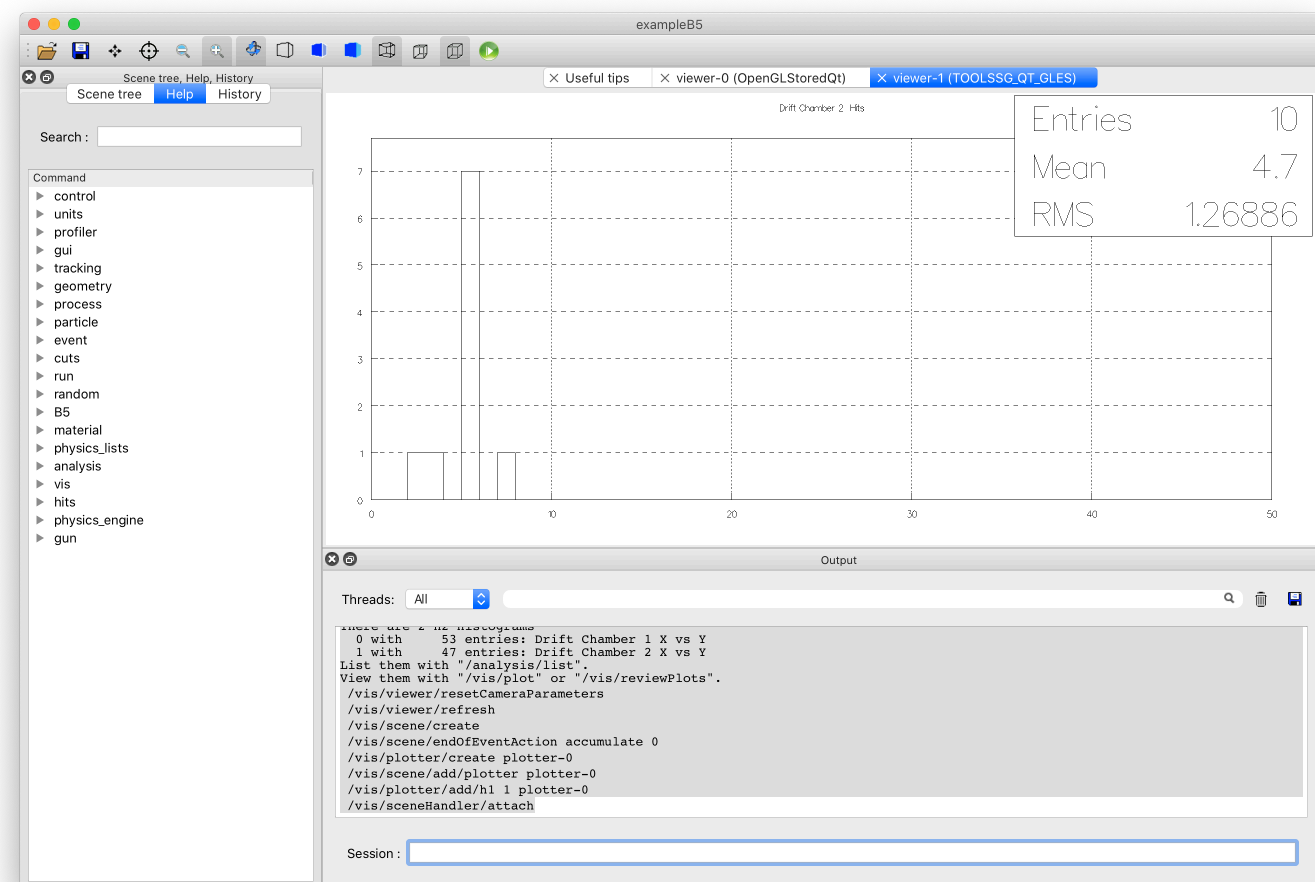 exampleB5
Scene tree, Help, History
Scene tree Help History
Search :
Command
control
units
profiler
gui
tracking
geometry
process
particle
event
cuts
run
random
B5
material
physics_lists
analysis
vis
hits
physics_engine
gun
Useful tips
viewer-0 (OpenGLStoredQt)
viewer-1 (TOOLSSG_QT_GLES)
Drift Chamber 2 Hits
Entries 10
Mean 4.7
RMS 1.26886
7
6
5
4
3
2
1
0
0 10 20 30 40 50
Output
Threads: All
There are 2 h2 histograms
0 with 53 entries: Drift Chamber 1 X vs Y
1 with 47 entries: Drift Chamber 2 X vs Y
List them with "/analysis/list".
View them with "/vis/plot" or "/vis/reviewPlots".
/vis/viewer/resetCameraParameters
/vis/viewer/refresh
/vis/scene/create
/vis/scene/endOfEventAction accumulate 0
/vis/plotter/create plotter-0
/vis/scene/add/plotter plotter-0
/vis/plotter/add/h1 1 plotter-0
/vis/sceneHandler/attach
Session :